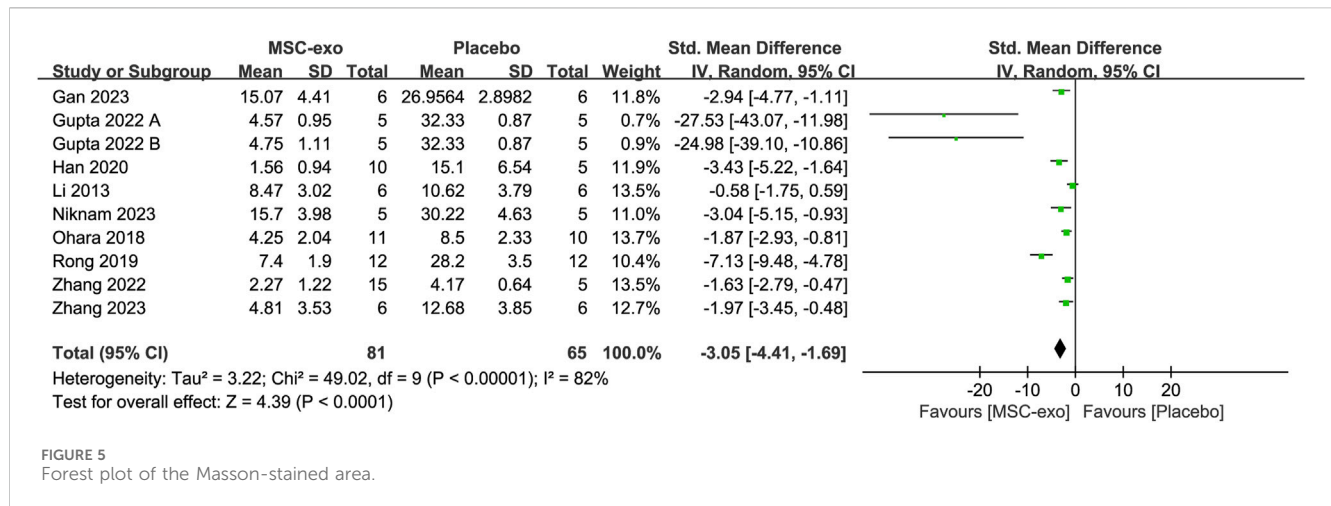 MSC-exo Placebo Std. Mean Difference Std. Mean Difference
Study or Subgroup Mean SD Total Mean SD Total Weight IV, Random, 95% CI IV, Random, 95% CI
Gan 2023 15.07 4.41 6 26.9564 2.8982 6 11.8% -2.94 [-4.77, -1.11]
Gupta 2022 A 4.57 0.95 5 32.33 0.87 5 0.7% -27.53 [-43.07, -11.98]
Gupta 2022 B 4.75 1.11 5 32.33 0.87 5 0.9% -24.98 [-39.10, -10.86]
Han 2020 1.56 0.94 10 15.1 6.54 5 11.9% -3.43 [-5.22, -1.64]
Li 2013 8.47 3.02 6 10.62 3.79 6 13.5% -0.58 [-1.75, 0.59]
Niknam 2023 15.7 3.98 5 30.22 4.63 5 11.0% -3.04 [-5.15, -0.93]
Ohara 2018 4.25 2.04 11 8.5 2.33 10 13.7% -1.87 [-2.93, -0.81]
Rong 2019 7.4 1.9 12 28.2 3.5 12 10.4% -7.13 [-9.48, -4.78]
Zhang 2022 2.27 1.22 15 4.17 0.64 5 13.5% -1.63 [-2.79, -0.47]
Zhang 2023 4.81 3.53 6 12.68 3.85 6 12.7% -1.97 [-3.45, -0.48]
Total (95% CI) 81 65 100.0% -3.05 [-4.41, -1.69]
Heterogeneity: Tau² = 3.22; Chi² = 49.02, df = 9 (P < 0.00001); I² = 82%
Test for overall effect: Z = 4.39 (P < 0.0001)
-20 -10 0 10 20
Favours [MSC-exo] Favours [Placebo]
FIGURE 5
Forest plot of the Masson-stained area.